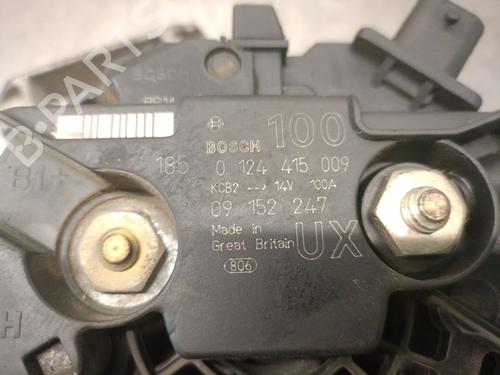 B-PARTS
BOSCH
BOSCH 100
185 0 124 415 009
KCB2 --> 14V 100A
09 152 247
Made in
Great Britain UX
806
B1+